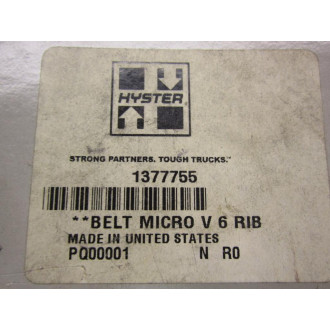 HYSTER
STRONG PARTNERS. TOUGH TRUCKS.™
1377755
**BELT MICRO V 6 RIB
MADE IN UNITED STATES
PQ00001 N R0